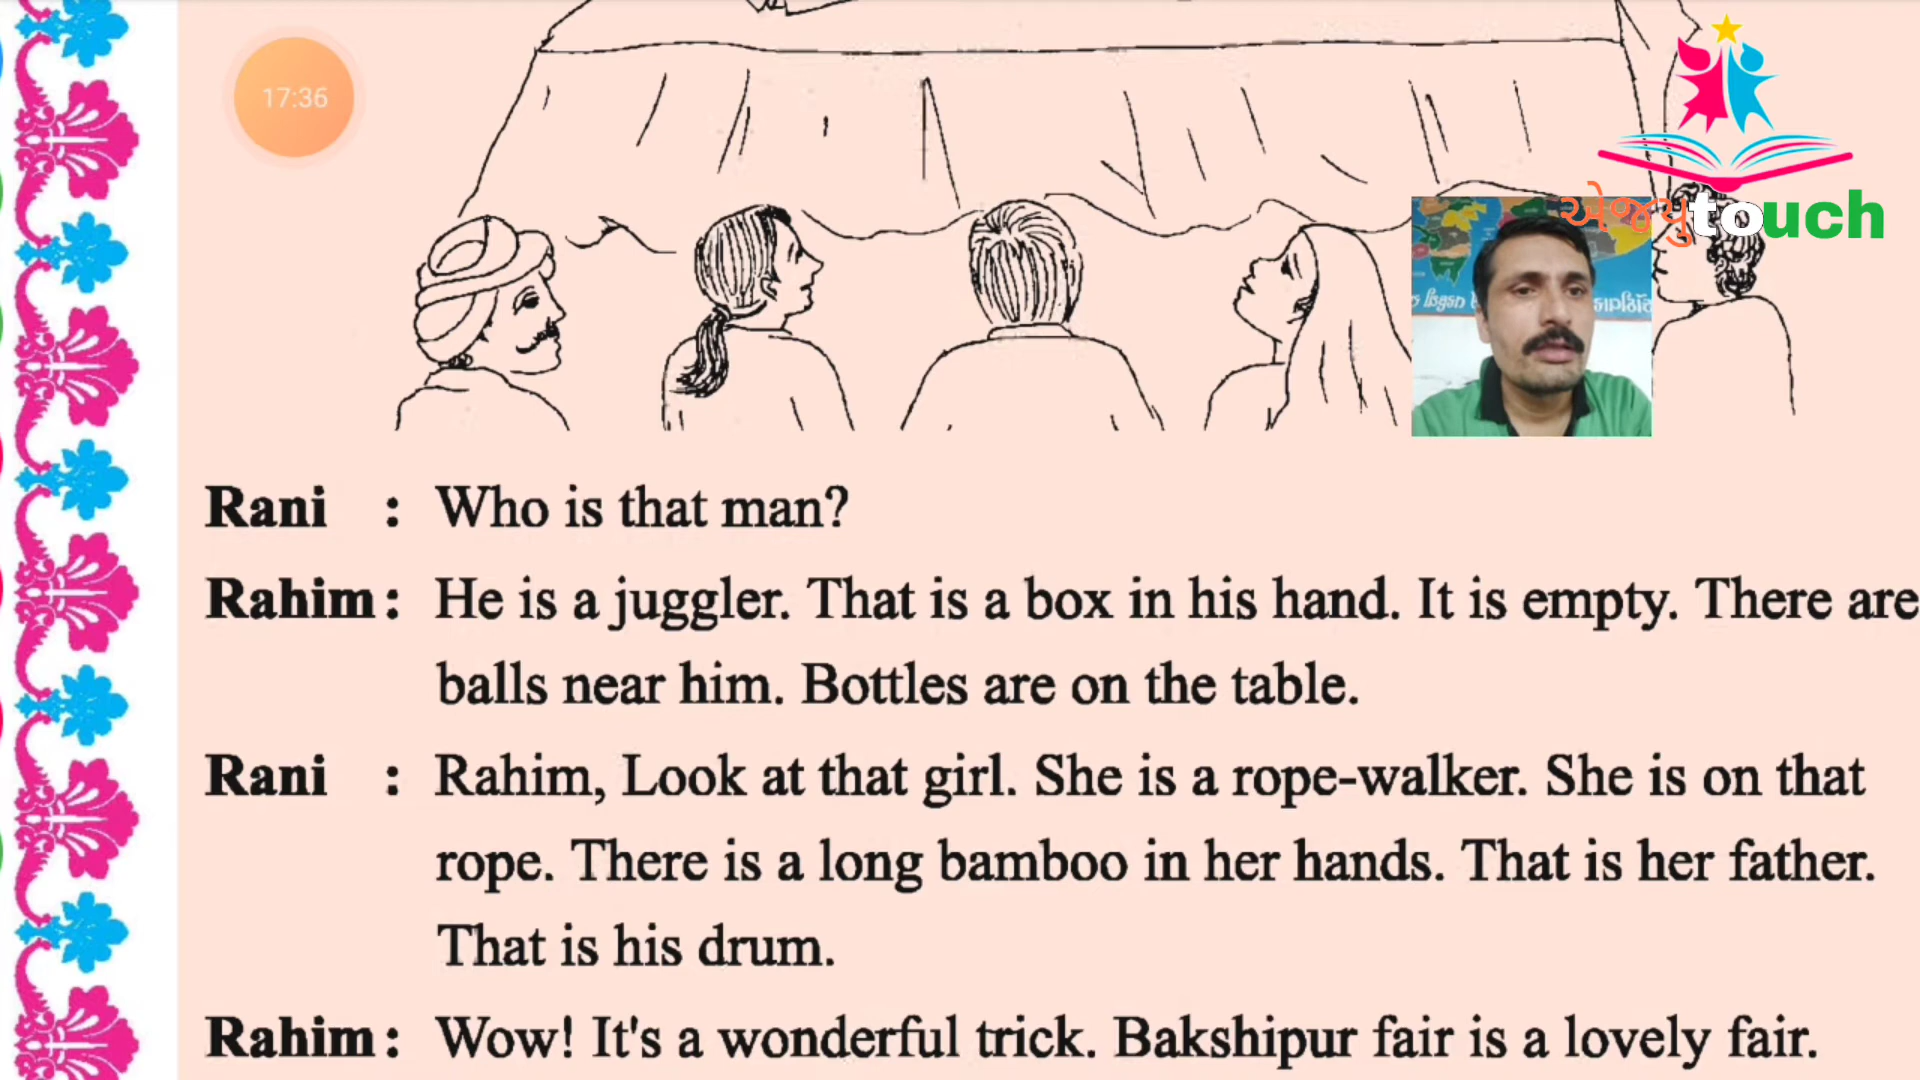 17:36
એજ્યુtouch
Rani : Who is that man?
Rahim : He is a juggler. That is a box in his hand. It is empty. There are
balls near him. Bottles are on the table.
Rani : Rahim, Look at that girl. She is a rope-walker. She is on that
rope. There is a long bamboo in her hands. That is her father.
That is his drum.
Rahim : Wow! It's a wonderful trick. Bakshipur fair is a lovely fair.